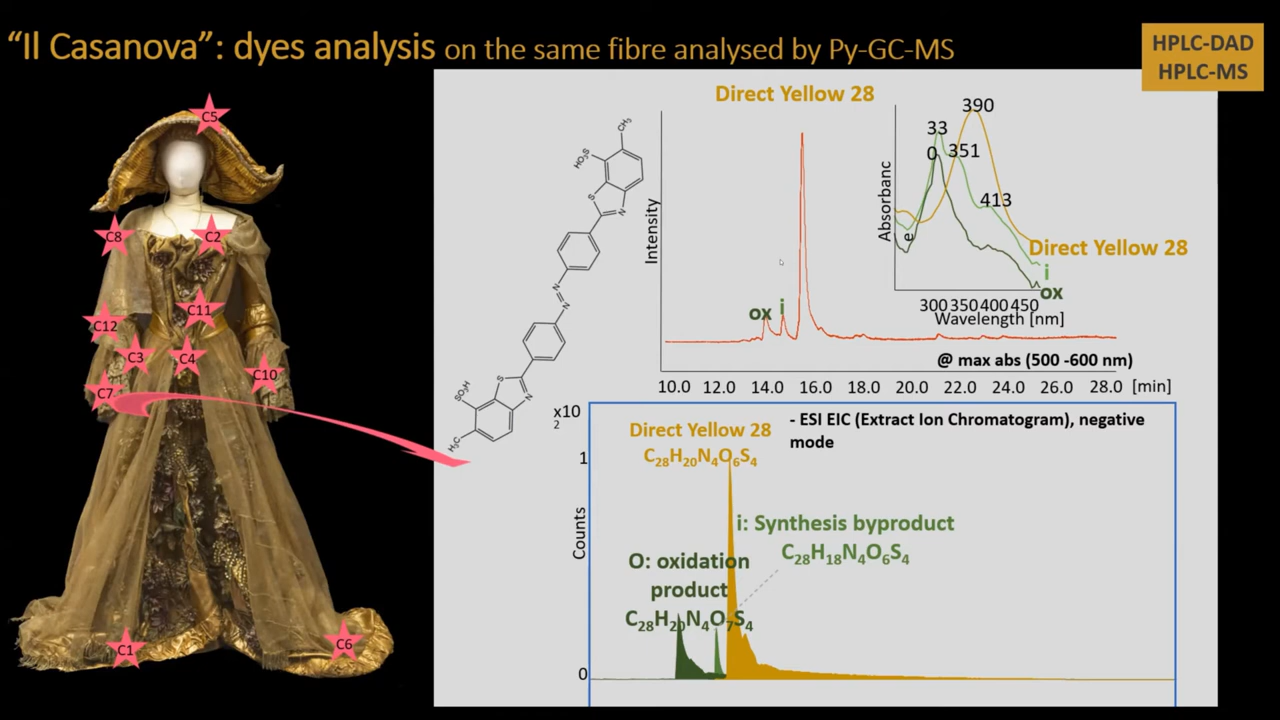 “Il Casanova”: dyes analysis on the same fibre analysed by Py-GC-MS
HPLC-DAD
HPLC-MS
C5
C8
C2
C11
C12
C3
C4
C10
C7
C1
C6
CH₃
HO₃S
S
N
N
N
S
N
SO₃H
H₃C
Direct Yellow 28
Intensity
ox
i
10.0 12.0 14.0 16.0 18.0 20.0 22.0 24.0 26.0 28.0 [min]
@ max abs (500 -600 nm)
Absorbanc
e
390
33
0
351
413
Direct Yellow 28
i
ox
300 350 400 450
Wavelength [nm]
x10
2
1
0
Counts
- ESI EIC (Extract Ion Chromatogram), negative
mode
Direct Yellow 28
C₂₈H₂₀N₄O₆S₄
i: Synthesis byproduct
C₂₈H₁₈N₄O₆S₄
O: oxidation
product
C₂₈H₂₀N₄O₇S₄